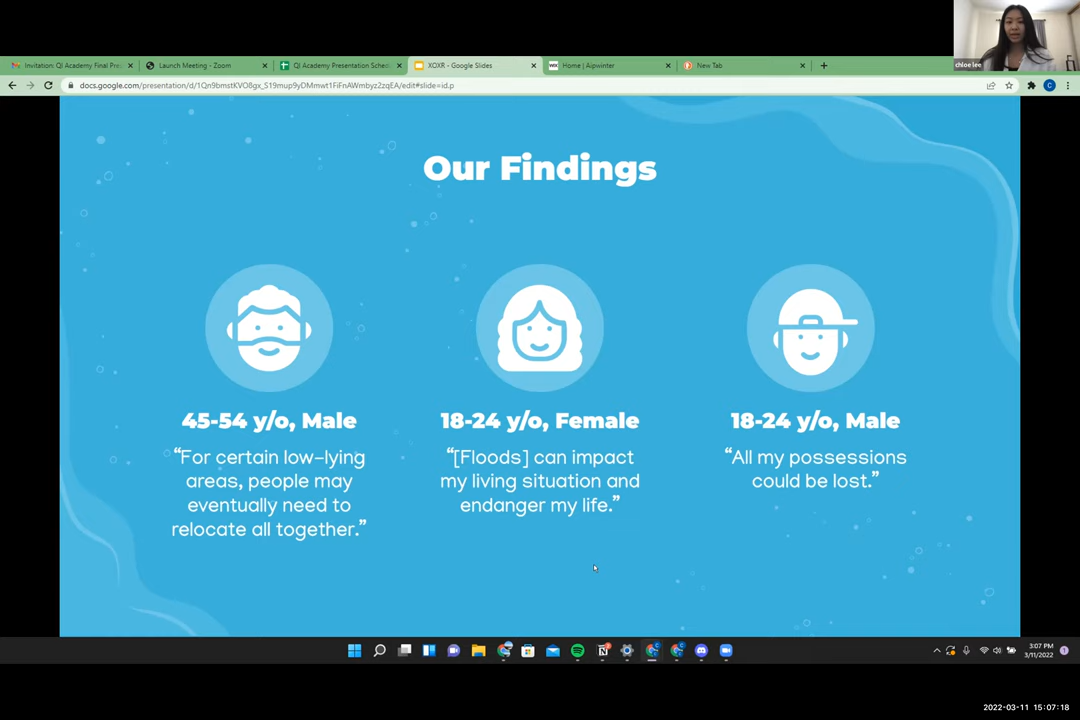 Invitation: Qi Academy Final Pre
Launch Meeting - Zoom
QI Academy Presentation Sched
XOXR - Google Slides
Home | Aipwinter
New Tab
chloe lee
Our Findings
45-54 y/o, Male
18-24 y/o, Female
18-24 y/o, Male
“For certain low-lying
areas, people may
eventually need to
relocate all together.”
“[Floods] can impact
my living situation and
endanger my life.”
“All my possessions
could be lost.”
3:07 PM
3/11/2022
2022-03-11 15:07:18